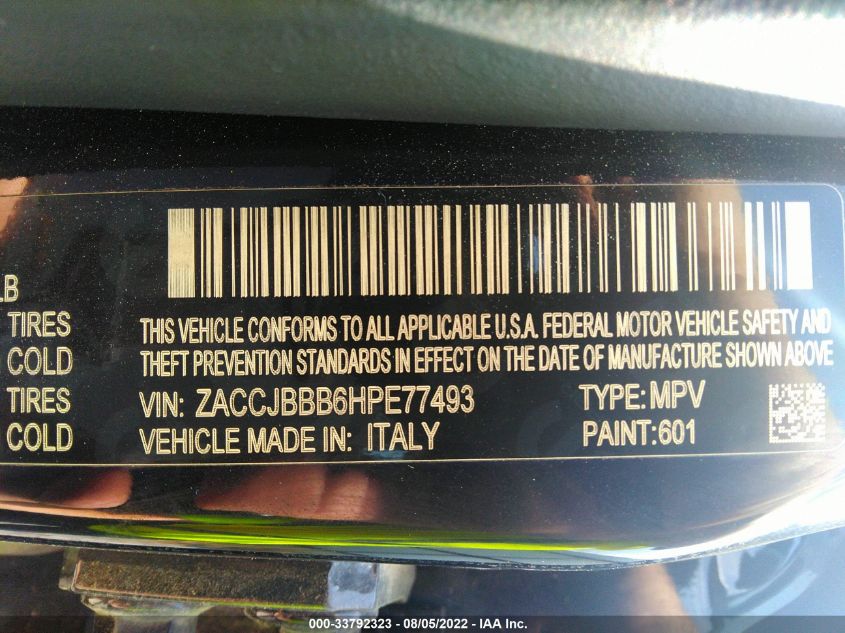 LB
TIRES
COLD
TIRES
COLD
THIS VEHICLE CONFORMS TO ALL APPLICABLE U.S.A. FEDERAL MOTOR VEHICLE SAFETY AND
THEFT PREVENTION STANDARDS IN EFFECT ON THE DATE OF MANUFACTURE SHOWN ABOVE
VIN: ZACCJBBB6HPE77493 TYPE: MPV
VEHICLE MADE IN: ITALY PAINT:601
000-33792323 - 08/05/2022 - IAA Inc.